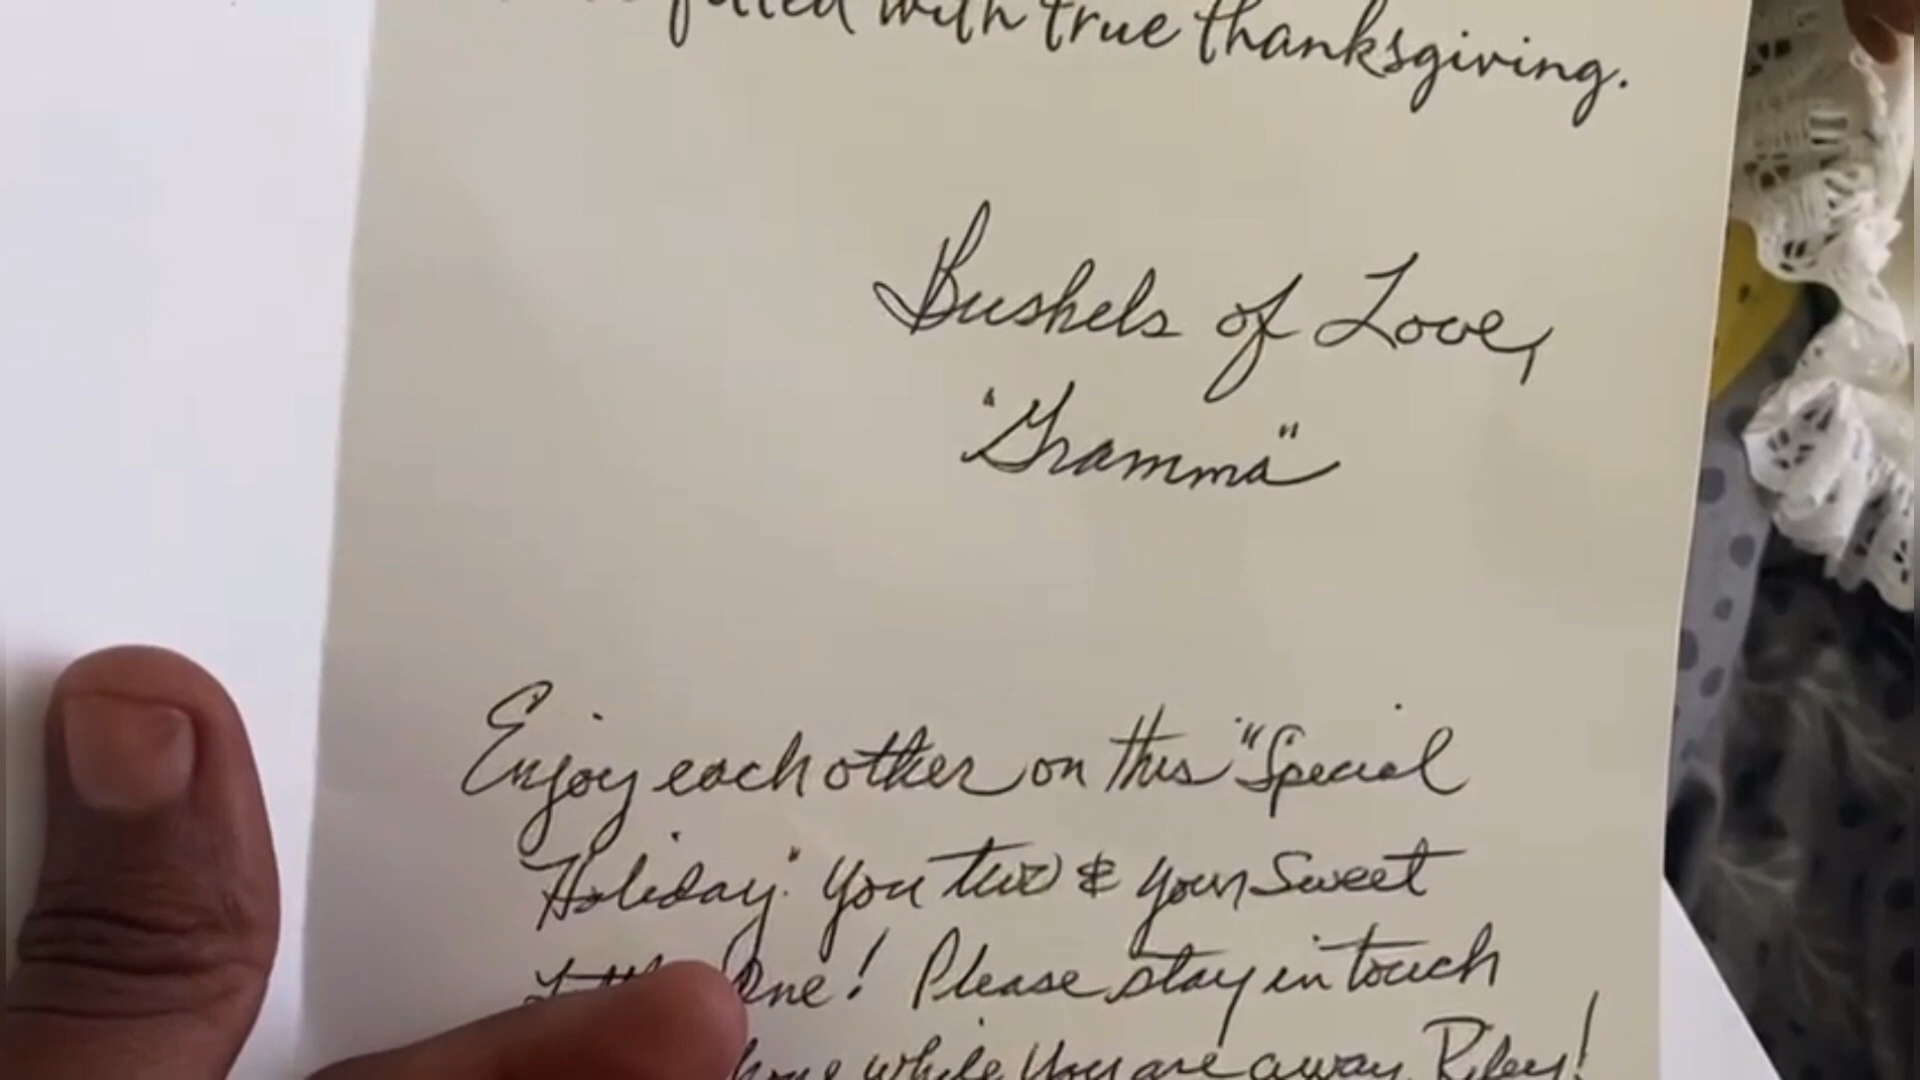 filled with true thanksgiving.
Bushels of Love,
"Gramma"
Enjoy each other on this "Special
Holiday." You two & your Sweet
Little One! Please stay in touch
while you are away, Riley!